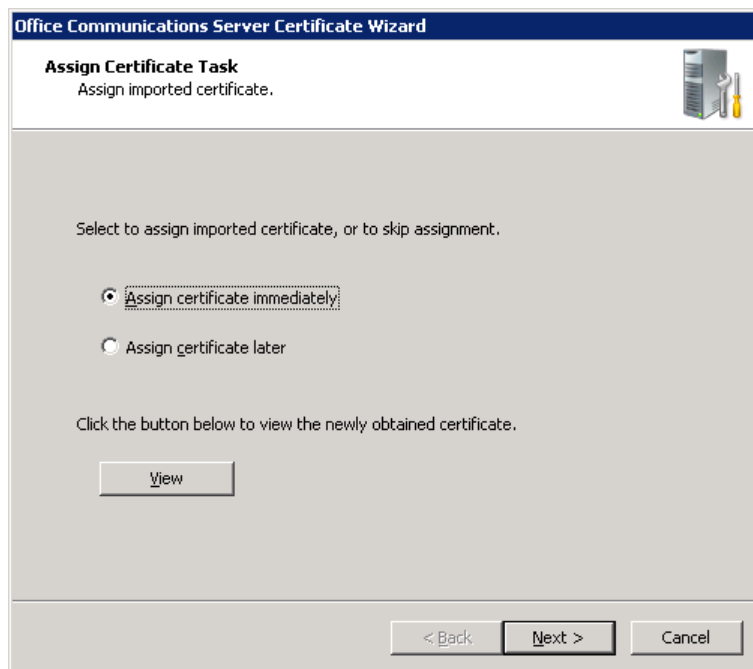 Office Communications Server Certificate Wizard
Assign Certificate Task
Assign imported certificate.
Select to assign imported certificate, or to skip assignment.
Assign certificate immediately
Assign certificate later
Click the button below to view the newly obtained certificate.
View
< Back Next > Cancel